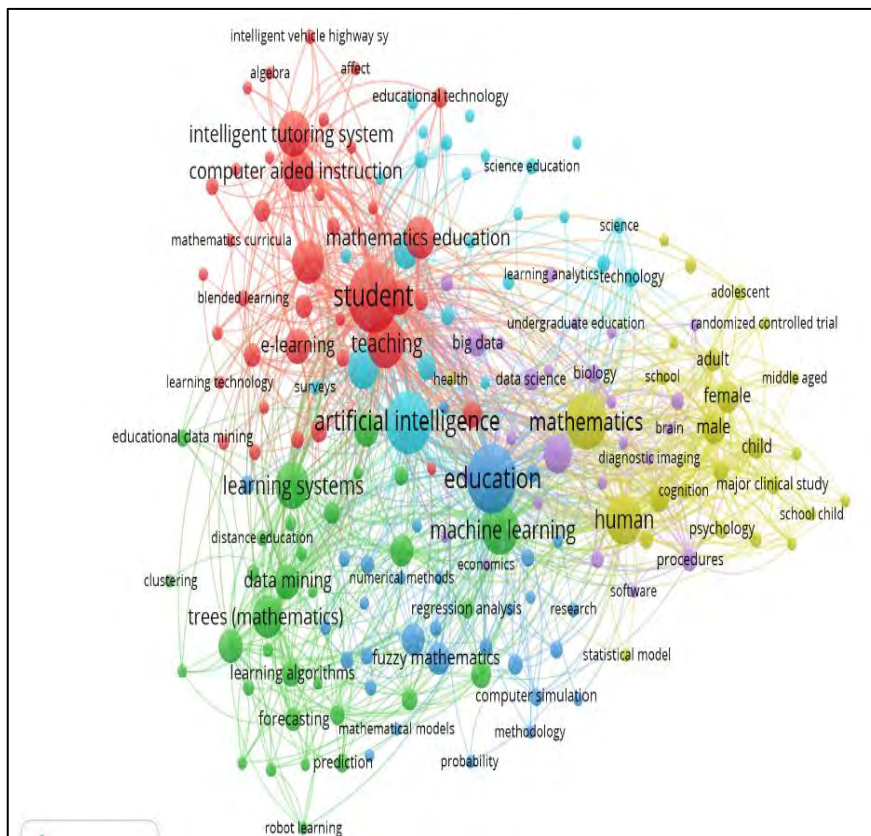 intelligent vehicle highway sy
algebra
affect
educational technology
intelligent tutoring system
science education
computer aided instruction
science
mathematics curricula
mathematics education
learning analytics
technology
adolescent
blended learning
student
undergraduate education
randomized controlled trial
e-learning
teaching
big data
adult
learning technology
surveys
health
data science
biology
school
middle aged
female
educational data mining
artificial intelligence
mathematics
brain
male
child
diagnostic imaging
learning systems
education
cognition
major clinical study
school child
distance education
machine learning
human
psychology
clustering
data mining
numerical methods
economics
procedures
software
trees (mathematics)
regression analysis
research
learning algorithms
fuzzy mathematics
statistical model
forecasting
computer simulation
mathematical models
methodology
prediction
probability
robot learning